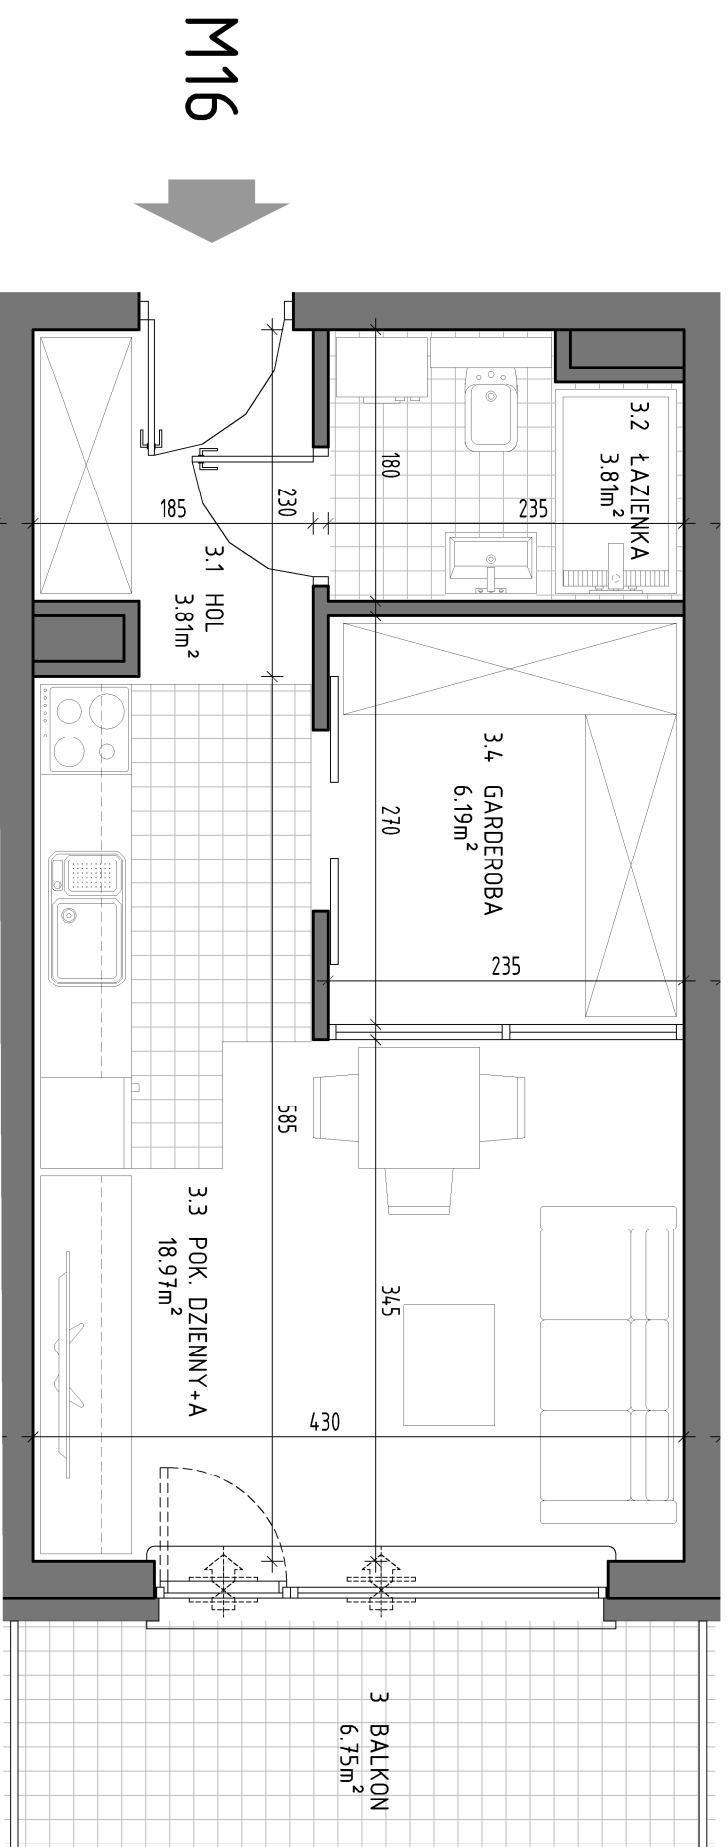 M16
3.2 ŁAZIENKA
3.81m²
180
230
185
235
3.1 HOL
3.81m²
3.4 GARDEROBA
6.19m²
270
235
585
3.3 POK. DZIENNY+A
18.97m²
345
430
3 BALKON
6.75m²